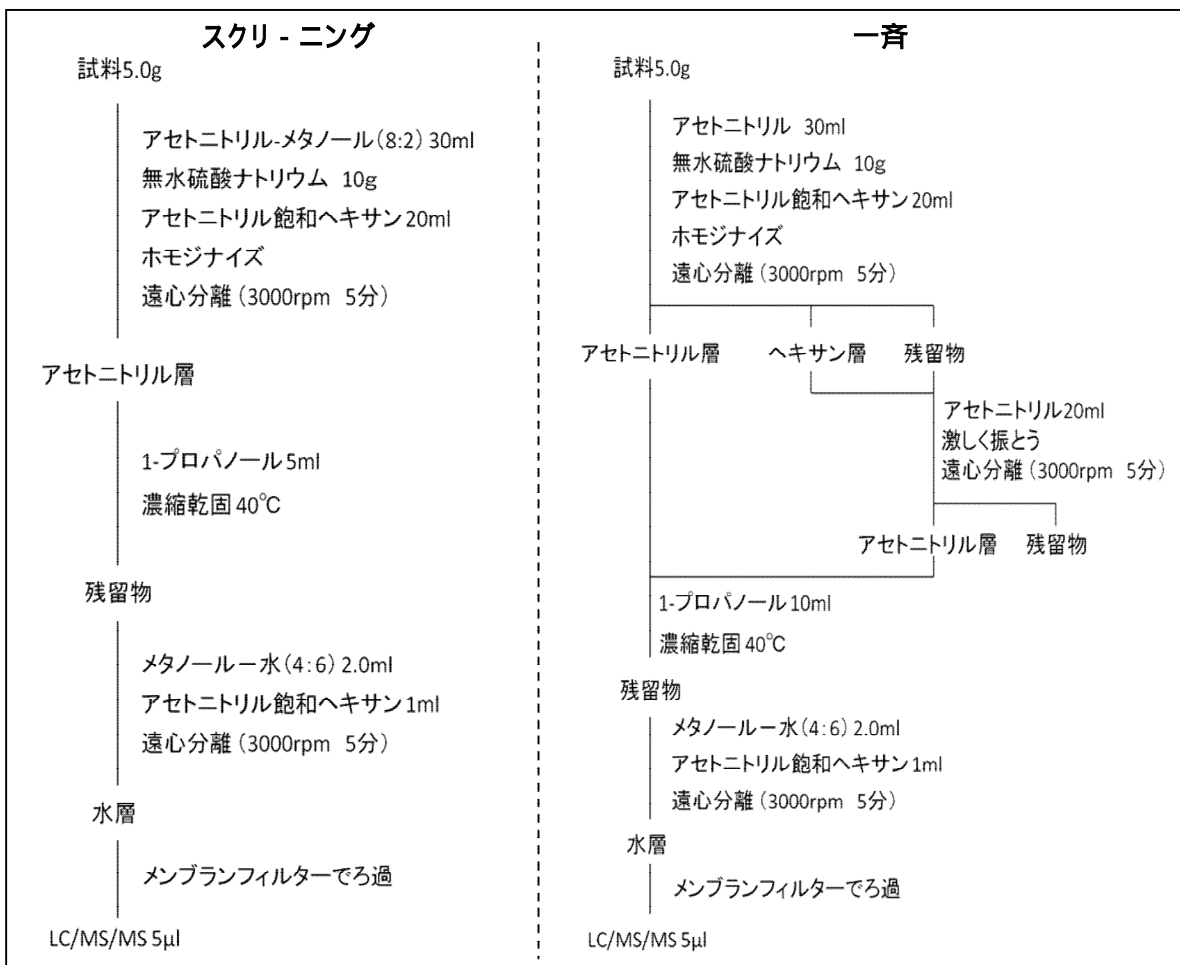 スクリ-ニング
試料5.0g
アセトニトリル-メタノール(8:2) 30ml
無水硫酸ナトリウム 10g
アセトニトリル飽和ヘキサン20ml
ホモジナイズ
遠心分離(3000rpm 5分)
アセトニトリル層
1-プロパノール5ml
濃縮乾固40℃
残留物
メタノールー水(4:6) 2.0ml
アセトニトリル飽和ヘキサン1ml
遠心分離(3000rpm 5分)
水層
メンブランフィルターでろ過
LC/MS/MS 5μl
一斉
試料5.0g
アセトニトリル 30ml
無水硫酸ナトリウム 10g
アセトニトリル飽和ヘキサン20ml
ホモジナイズ
遠心分離(3000rpm 5分)
アセトニトリル層 ヘキサン層 残留物
アセトニトリル20ml
激しく振とう
遠心分離(3000rpm 5分)
アセトニトリル層 残留物
1-プロパノール10ml
濃縮乾固40℃
残留物
メタノールー水(4:6) 2.0ml
アセトニトリル飽和ヘキサン1ml
遠心分離(3000rpm 5分)
水層
メンブランフィルターでろ過
LC/MS/MS 5μl